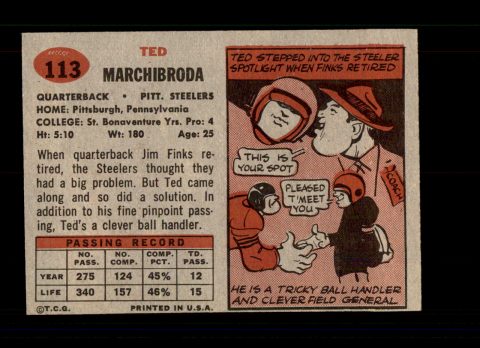 113
TED
MARCHIBRODA
QUARTERBACK • PITT. STEELERS
HOME: Pittsburgh, Pennsylvania
COLLEGE: St. Bonaventure Yrs. Pro: 4
Ht: 5:10 Wt: 180 Age: 25
When quarterback Jim Finks re-
tired, the Steelers thought they
had a big problem. But Ted came
along and so did a solution. In
addition to his fine pinpoint pass-
ing, Ted's a clever ball handler.
PASSING RECORD
NO. PASS. NO. COMP. COMP. PCT. TD. PASS.
YEAR 275 124 45% 12
LIFE 340 157 46% 15
©T.C.G. PRINTED IN U.S.A.
TED STEPPED INTO THE STEELER
SPOTLIGHT WHEN FINKS RETIRED
THIS IS
YOUR SPOT
COACH
PLEASED
T'MEET
YOU
HE IS A TRICKY BALL HANDLER
AND CLEVER FIELD GENERAL